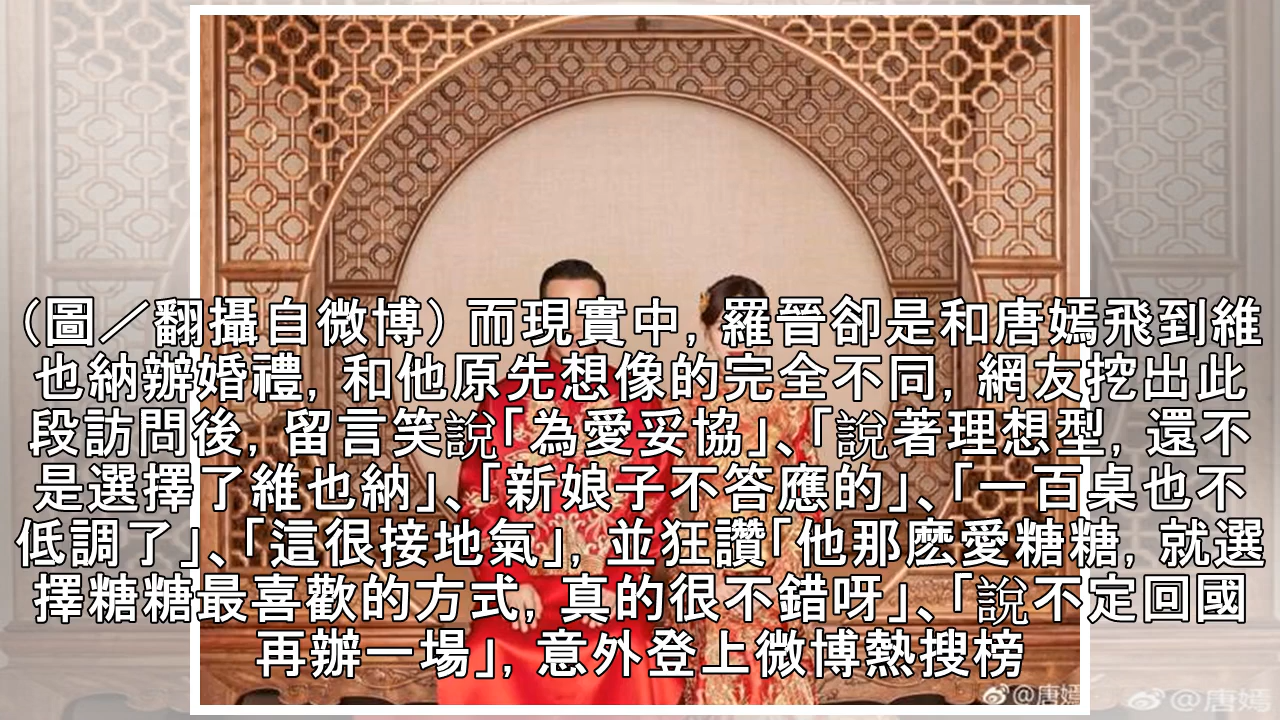 (圖／翻攝自微博) 而現實中, 羅晉卻是和唐嫣飛到維
也納辦婚禮, 和他原先想像的完全不同, 網友挖出此
段訪問後, 留言笑說「為愛妥協」、「說著理想型, 還不
是選擇了維也納」、「新娘子不答應的」、「一百桌也不
低調了」、「這很接地氣」, 並狂讚「他那麽愛糖糖, 就選
擇糖糖最喜歡的方式, 真的很不錯呀」、「說不定回國
再辦一場」, 意外登上微博熱搜榜
@唐嫣
@唐嫣